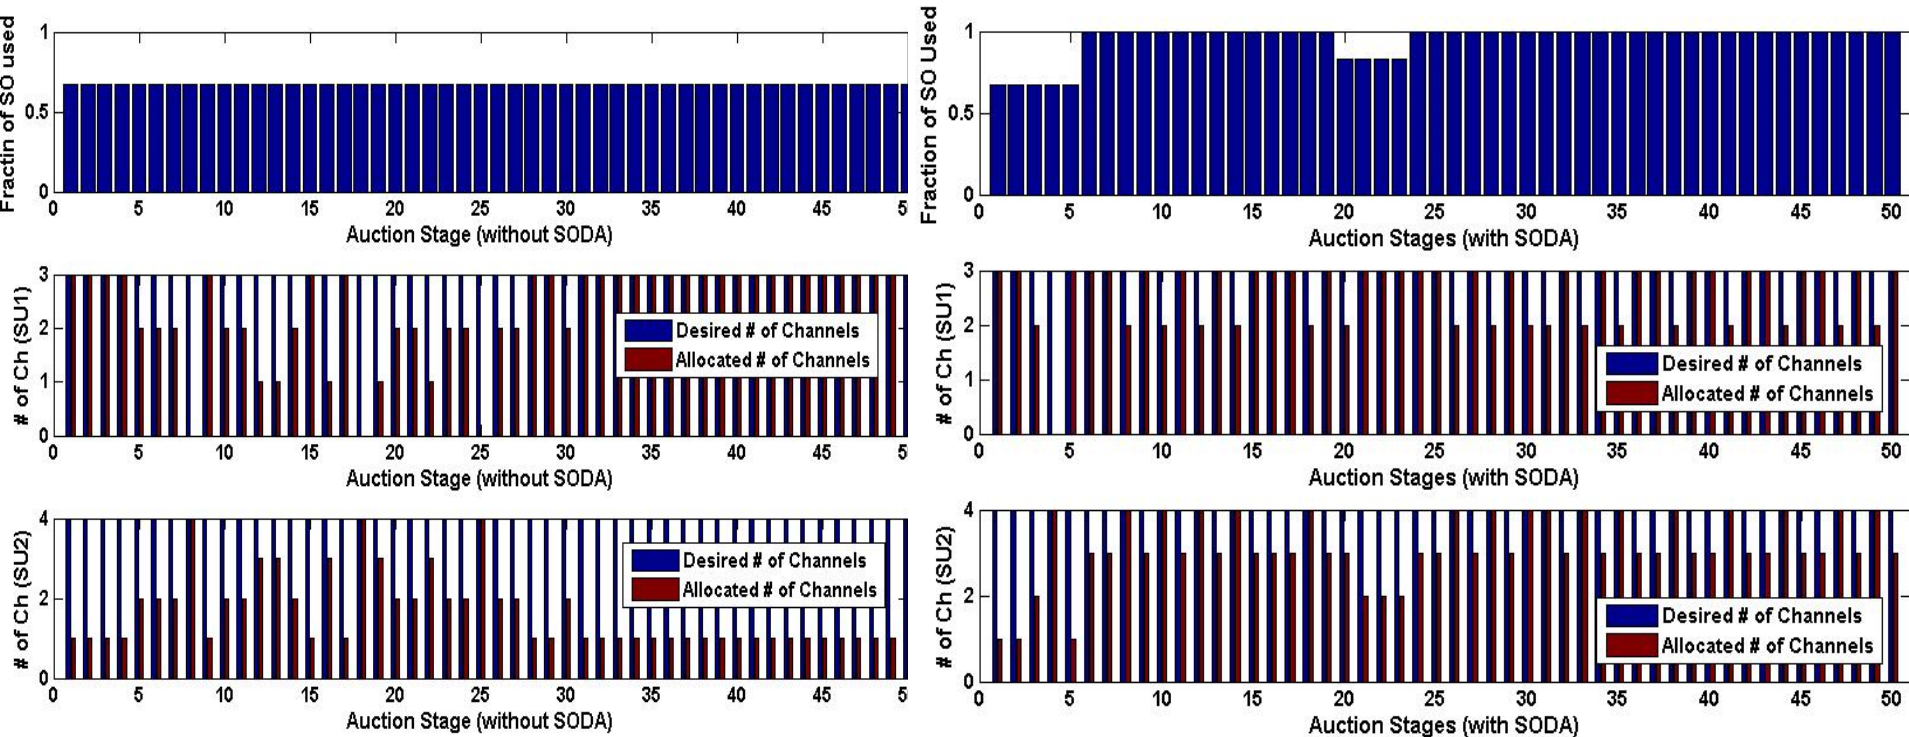 Fractin of SO used
1
0.5
0
0 5 10 15 20 25 30 35 40 45 5
Auction Stage (without SODA)
# of Ch (SU1)
3
2
1
0
Desired # of Channels
Allocated # of Channels
0 5 10 15 20 25 30 35 40 45 5
Auction Stage (without SODA)
# of Ch (SU2)
4
2
0
Desired # of Channels
Allocated # of Channels
0 5 10 15 20 25 30 35 40 45 5
Auction Stage (without SODA)
Fraction of SO Used
1
0.5
0
0 5 10 15 20 25 30 35 40 45 50
Auction Stages (with SODA)
# of Ch (SU1)
3
2
1
0
Desired # of Channels
Allocated # of Channels
0 5 10 15 20 25 30 35 40 45 50
Auction Stages (with SODA)
# of Ch (SU2)
4
2
0
Desired # of Channels
Allocated # of Channels
0 5 10 15 20 25 30 35 40 45 50
Auction Stages (with SODA)